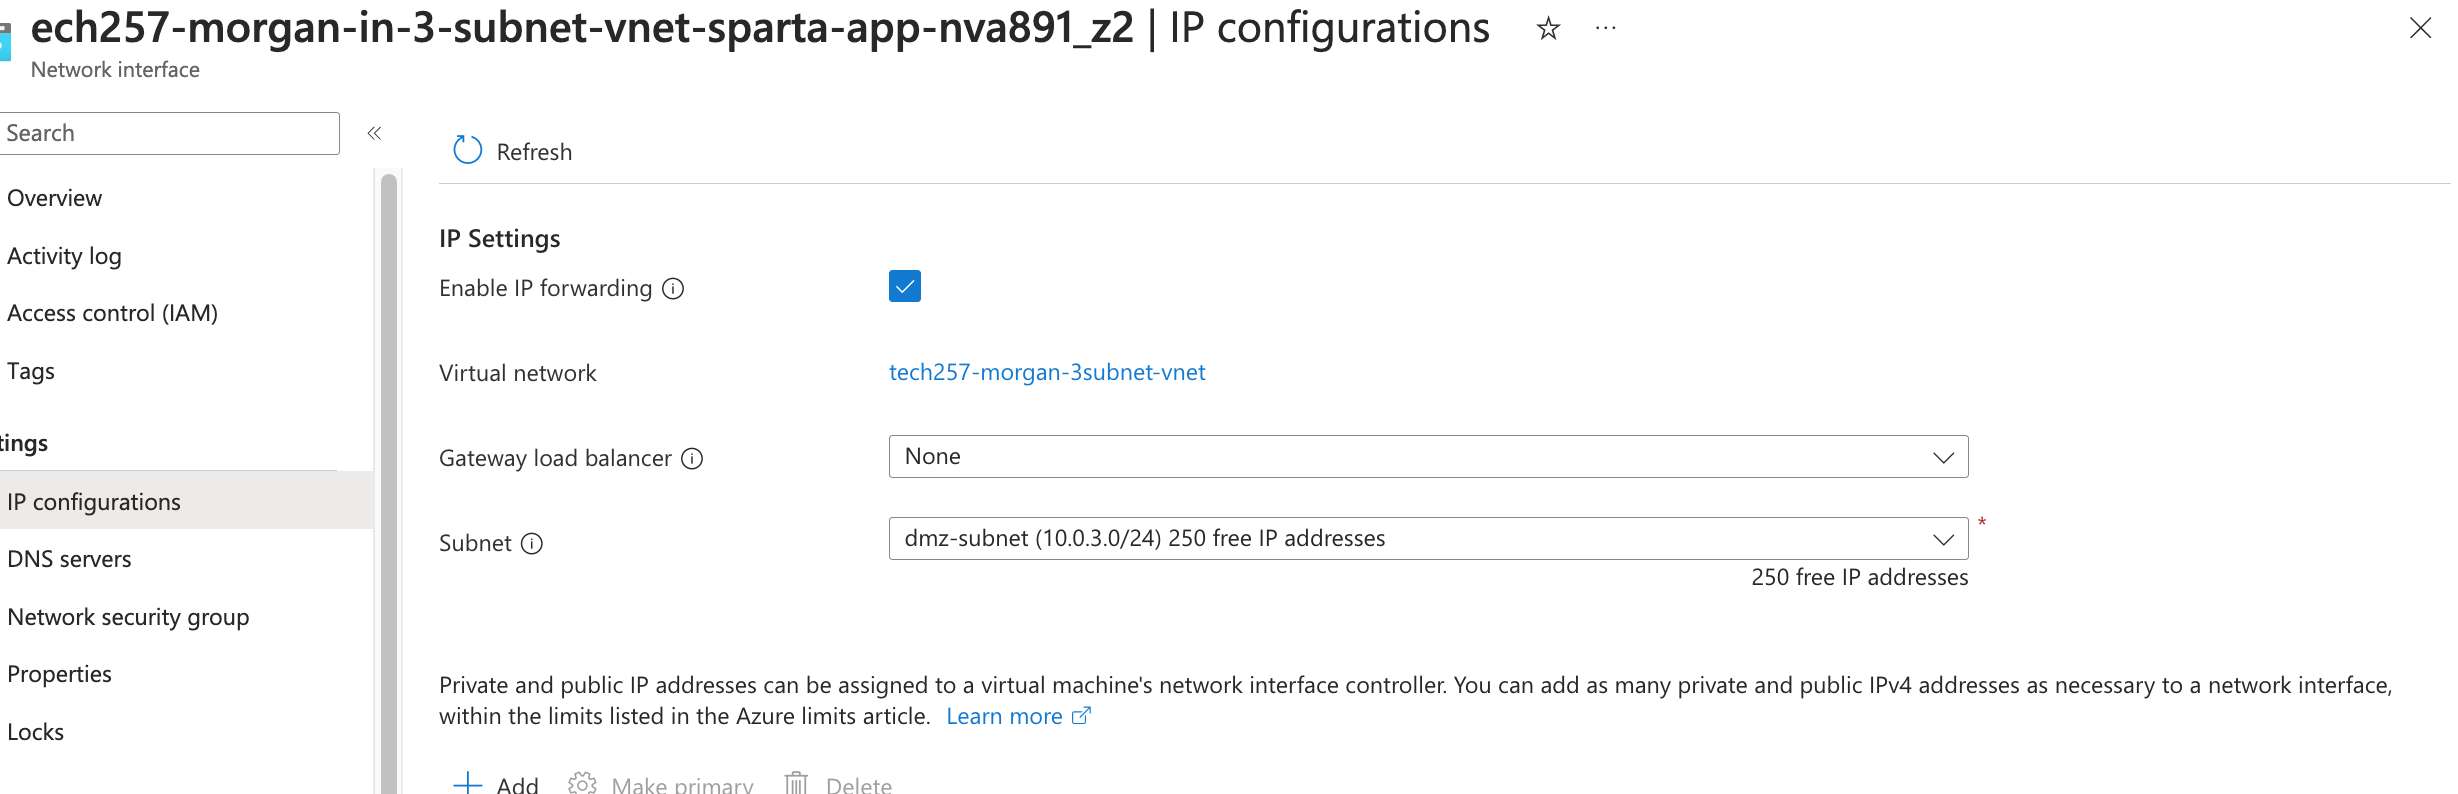 ech257-morgan-in-3-subnet-vnet-sparta-app-nva891_z2 | IP configurations
Network interface
Search
Refresh
Overview
Activity log
Access control (IAM)
Tags
tings
IP configurations
DNS servers
Network security group
Properties
Locks
IP Settings
Enable IP forwarding
Virtual network
tech257-morgan-3subnet-vnet
Gateway load balancer
None
Subnet
dmz-subnet (10.0.3.0/24) 250 free IP addresses
*
250 free IP addresses
Private and public IP addresses can be assigned to a virtual machine's network interface controller. You can add as many private and public IPv4 addresses as necessary to a network interface,
within the limits listed in the Azure limits article. Learn more
Add Make primary Delete